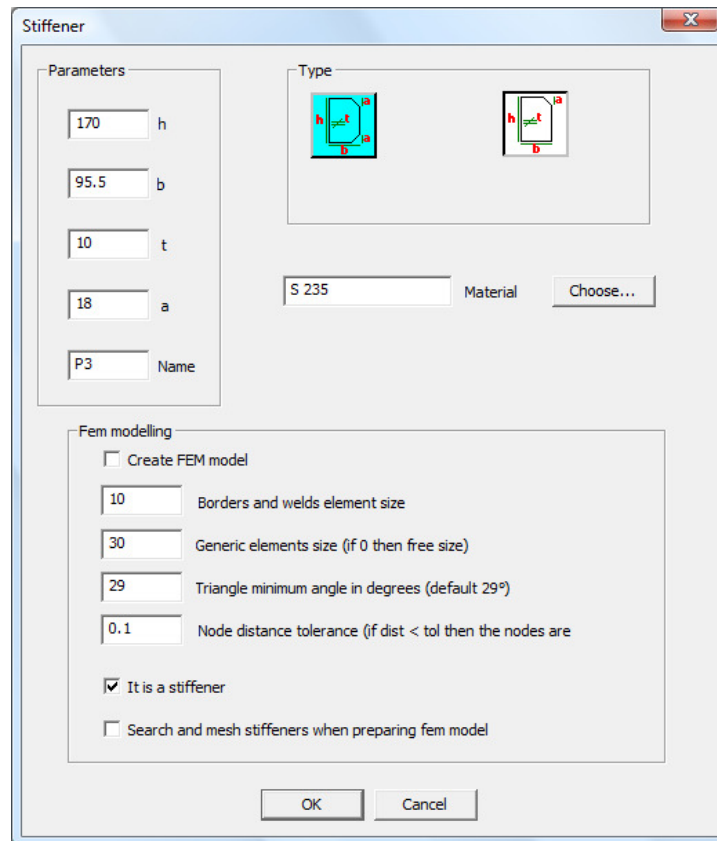 Stiffener
Parameters
170 h
95.5 b
10 t
18 a
P3 Name
Type
h t a a b
h t a b
S 235 Material Choose...
Fem modelling
Create FEM model
10 Borders and welds element size
30 Generic elements size (if 0 then free size)
29 Triangle minimum angle in degrees (default 29°)
0.1 Node distance tolerance (if dist < tol then the nodes are
It is a stiffener
Search and mesh stiffeners when preparing fem model
OK Cancel